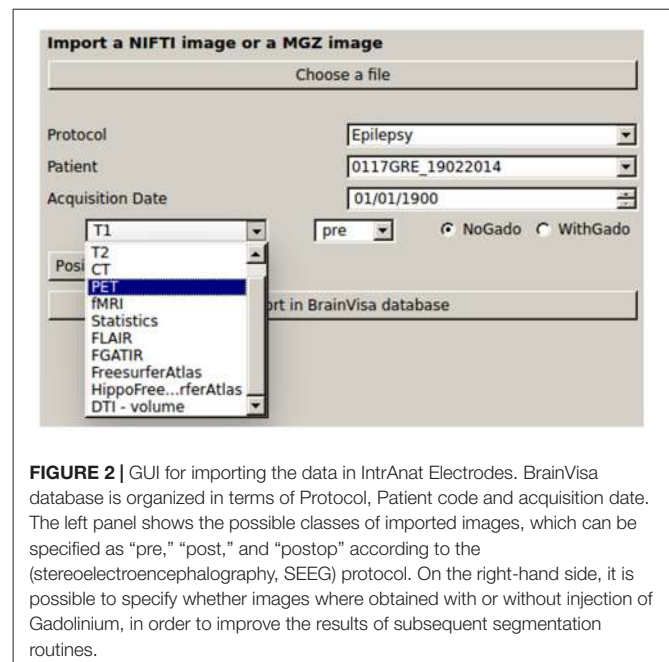 Import a NIFTI image or a MGZ image
Choose a file
Protocol
Epilepsy
Patient
0117GRE_19022014
Acquisition Date
01/01/1900
T1
pre
NoGado
WithGado
T2
CT
Posi
PET
fMRI
ort in BrainVisa database
Statistics
FLAIR
FGATIR
FreesurferAtlas
HippoFree...rferAtlas
DTI - volume
FIGURE 2 | GUI for importing the data in IntrAnat Electrodes. BrainVisa
database is organized in terms of Protocol, Patient code and acquisition date.
The left panel shows the possible classes of imported images, which can be
specified as “pre,” “post,” and “postop” according to the
(stereoelectroencephalography, SEEG) protocol. On the right-hand side, it is
possible to specify whether images where obtained with or without injection of
Gadolinium, in order to improve the results of subsequent segmentation
routines.